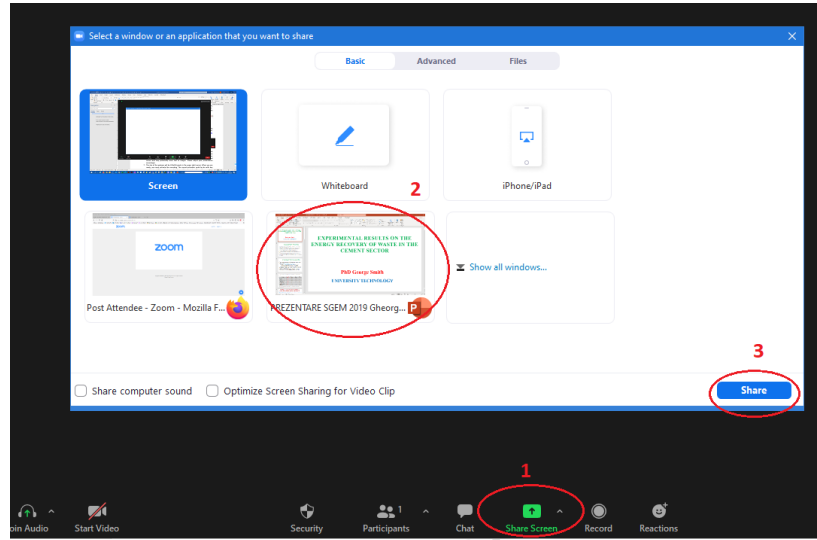 Select a window or an application that you want to share
Basic Advanced Files
Screen
Whiteboard
2
iPhone/iPad
zoom
Post Attendee - Zoom - Mozilla F...
EXPERIMENTAL RESULTS ON THE
ENERGY RECOVERY OF WASTE IN THE
CEMENT SECTOR
PhD George Smith
UNIVERSITY TECHNOLOGY
PREZENTARE SGEM 2019 Gheorg...
P
Show all windows...
3
Share computer sound
Optimize Screen Sharing for Video Clip
Share
1
oin Audio
Start Video
Security
1
Participants
Chat
Share Screen
Record
Reactions